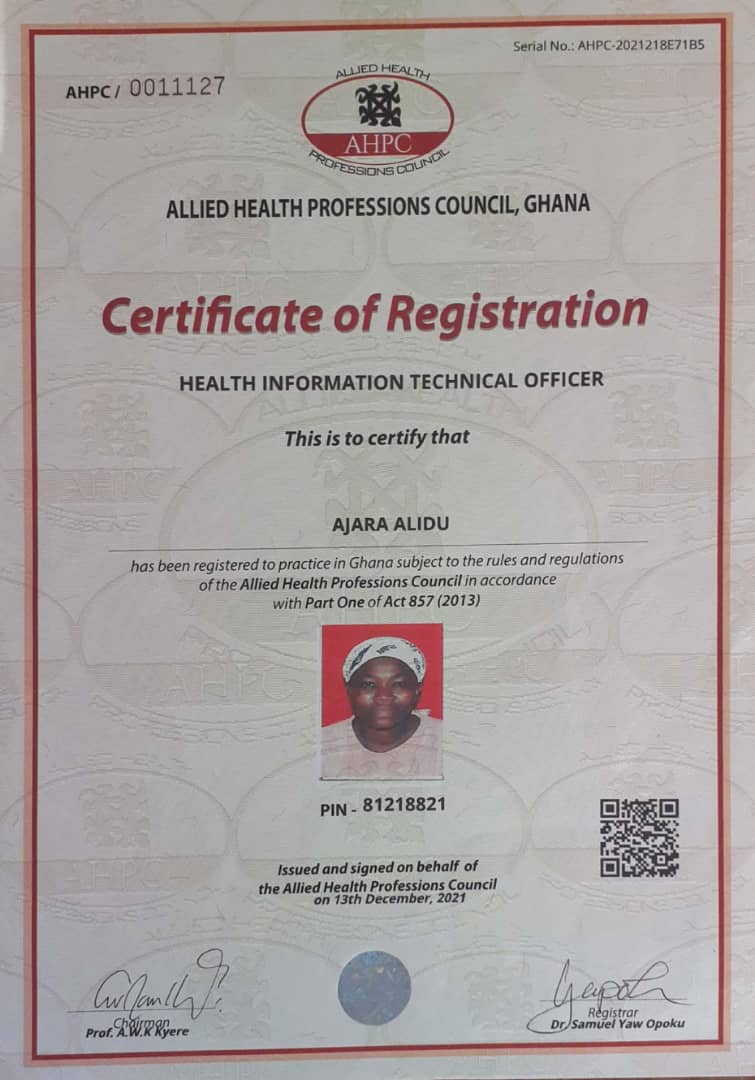 Serial No.: AHPC-2021218E71B5
AHPC / 0011127
ALLIED HEALTH
AHPC
PROFESSIONS COUNCIL
ALLIED HEALTH PROFESSIONS COUNCIL, GHANA
Certificate of Registration
HEALTH INFORMATION TECHNICAL OFFICER
This is to certify that
AJARA ALIDU
has been registered to practice in Ghana subject to the rules and regulations
of the Allied Health Professions Council in accordance
with Part One of Act 857 (2013)
PIN - 81218821
Issued and signed on behalf of
the Allied Health Professions Council
on 13th December, 2021
Chairman
Prof. A.W.K Kyere
Registrar
Dr. Samuel Yaw Opoku